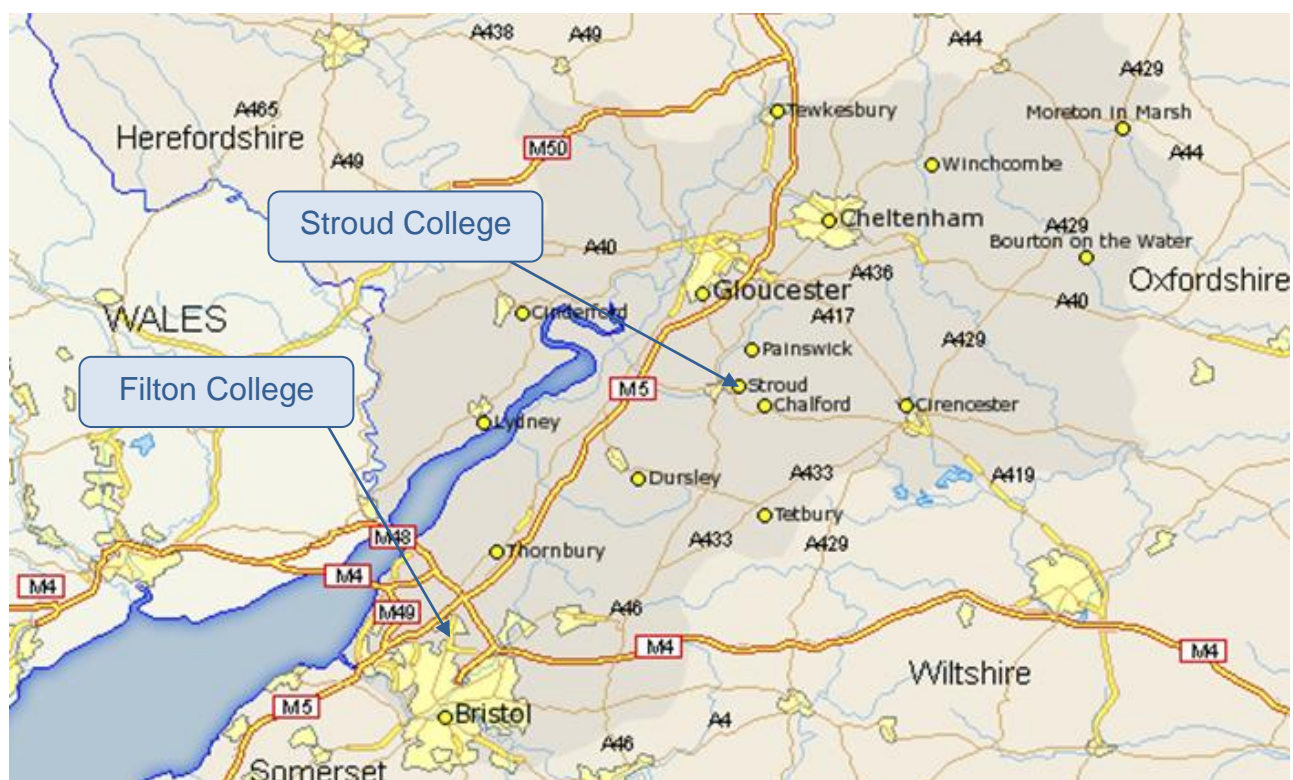 A438
A49
A44
A429
A465
Tewkesbury
Moreton in Marsh
Herefordshire
M50
A49
A44
Winchcombe
Stroud College
Cheltenham
A429
A40
Bourton on the Water
A436
Oxfordshire
Gloucester
A40
Cinderford
A417
WALES
A429
Painswick
Filton College
M5
Stroud
Chalford
Cirencester
Lydney
Dursley
A433
A419
Tetbury
M48
A433
A429
Thornbury
M4
M4
M49
A46
M4
M4
Wiltshire
M5
Bristol
A4
A46
Somerset